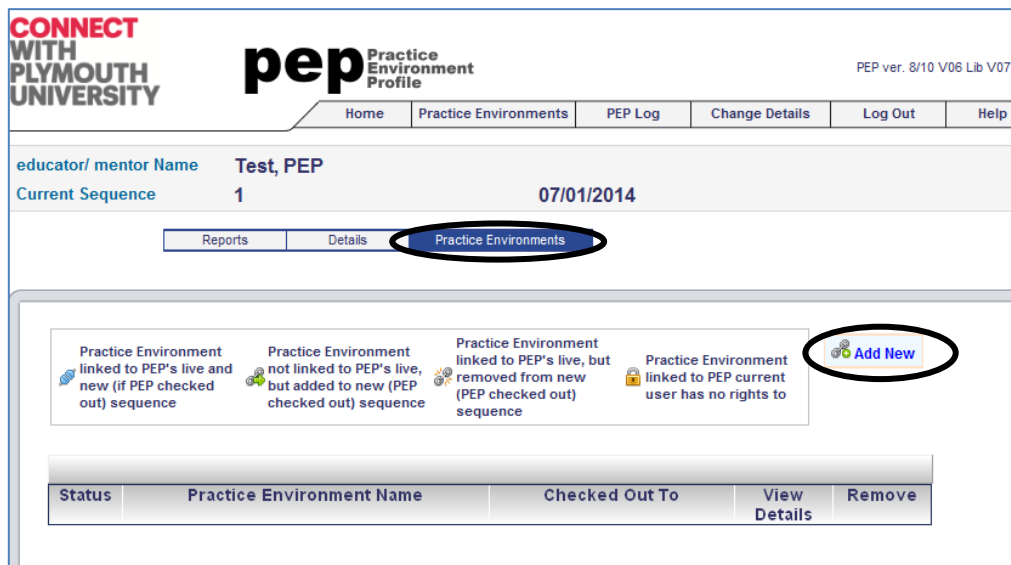 CONNECT
WITH
PLYMOUTH
UNIVERSITY
pep Practice
Environment
Profile
PEP ver. 8/10 V06 Lib V07
Home Practice Environments PEP Log Change Details Log Out Help
educator/ mentor Name Test, PEP
Current Sequence 1 07/01/2014
Reports Details Practice Environments
Practice Environment
linked to PEP's live and
new (if PEP checked
out) sequence
Practice Environment
not linked to PEP's live,
but added to new (PEP
checked out) sequence
Practice Environment
linked to PEP's live, but
removed from new
(PEP checked out)
sequence
Practice Environment
linked to PEP current
user has no rights to
Add New
Status Practice Environment Name Checked Out To View
Details Remove